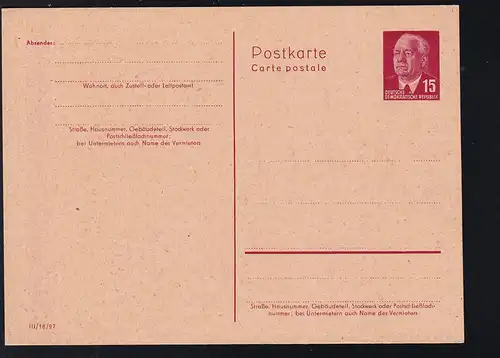 Absender:
Wohnort, auch Zustell- oder Leitpostamt
Straße, Hausnummer, Gebäudeteil, Stockwerk oder
Postschließfachnummer;
bei Untermietern auch Name des Vermieters
III/18/97
Postkarte
Carte postale
15
DEUTSCHE
DEMOKRATISCHE REPUBLIK
Straße, Hausnummer, Gebäudeteil, Stockwerk oder Postschließfach-
nummer; bei Untermietern auch Name des Vermieters